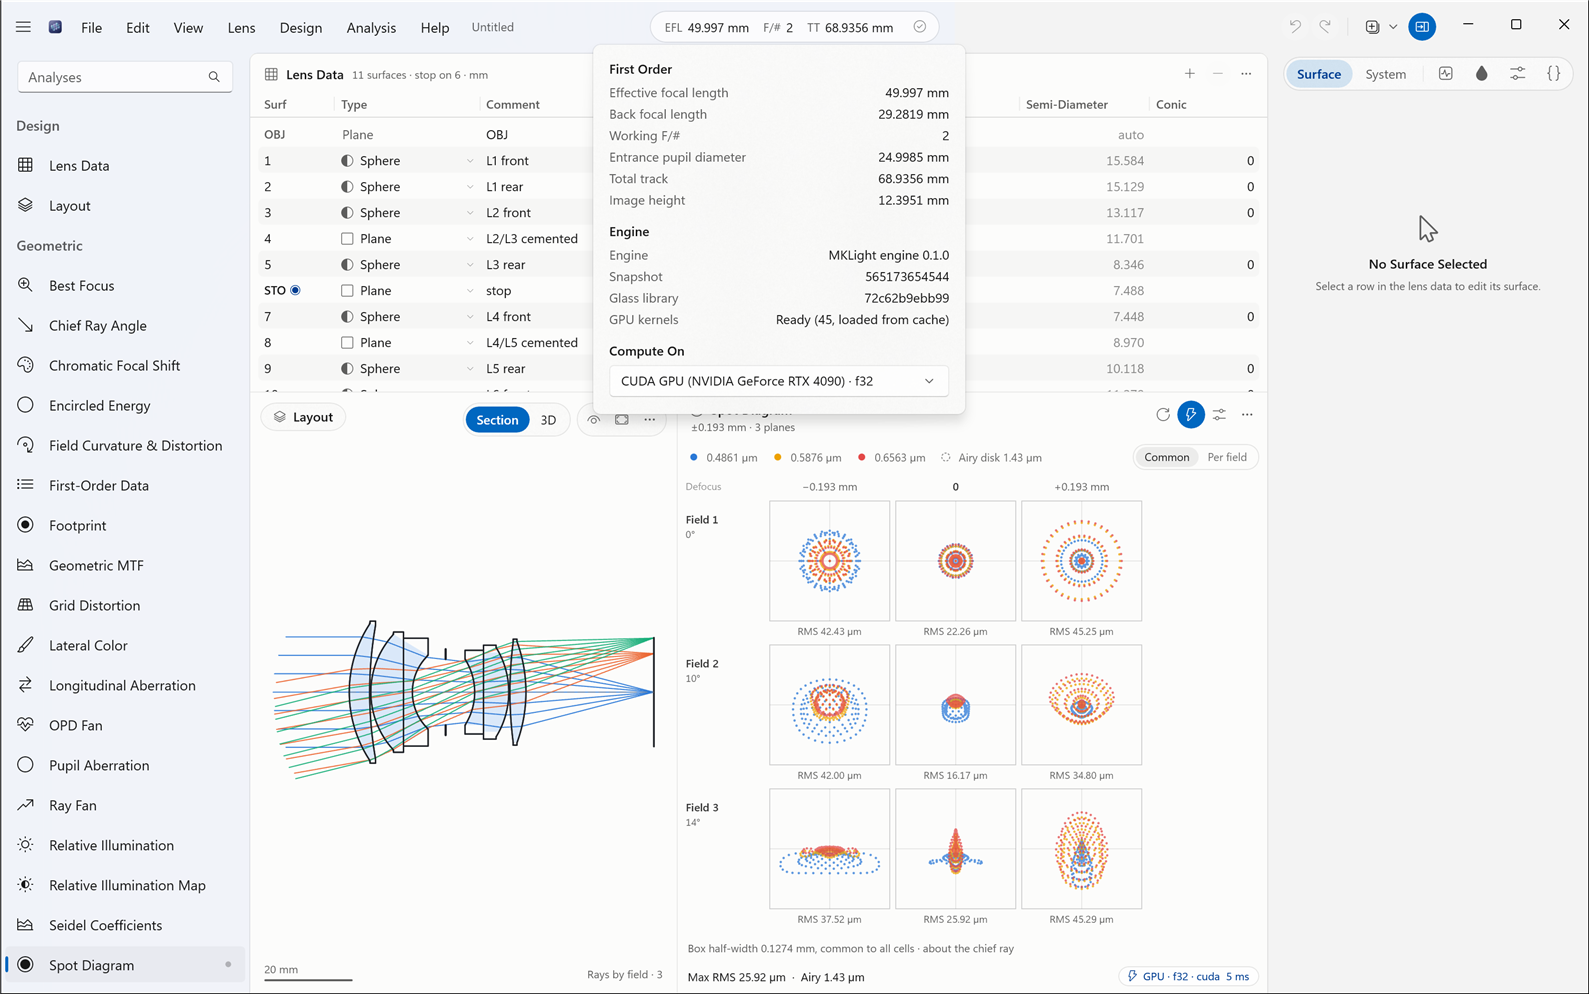 File Edit View Lens Design Analysis Help Untitled
EFL 49.997 mm F/# 2 TT 68.9356 mm
Analyses
Design
Lens Data
Layout
Geometric
Best Focus
Chief Ray Angle
Chromatic Focal Shift
Encircled Energy
Field Curvature & Distortion
First-Order Data
Footprint
Geometric MTF
Grid Distortion
Lateral Color
Longitudinal Aberration
OPD Fan
Pupil Aberration
Ray Fan
Relative Illumination
Relative Illumination Map
Seidel Coefficients
Spot Diagram
Lens Data 11 surfaces · stop on 6 · mm
Surf Type Comment Semi-Diameter Conic
OBJ Plane OBJ auto
1 Sphere L1 front 15.584 0
2 Sphere L1 rear 15.129 0
3 Sphere L2 front 13.117 0
4 Plane L2/L3 cemented 11.701
5 Sphere L3 rear 8.346 0
STO Plane stop 7.488
7 Sphere L4 front 7.448 0
8 Plane L4/L5 cemented 8.970
9 Sphere L5 rear 10.118 0
First Order
Effective focal length 49.997 mm
Back focal length 29.2819 mm
Working F/# 2
Entrance pupil diameter 24.9985 mm
Total track 68.9356 mm
Image height 12.3951 mm
Engine
Engine MKLight engine 0.1.0
Snapshot 565173654544
Glass library 72c62b9ebb99
GPU kernels Ready (45, loaded from cache)
Compute On
CUDA GPU (NVIDIA GeForce RTX 4090) · f32
Layout
Section 3D
20 mm
Rays by field · 3
Spot Diagram
±0.193 mm · 3 planes
0.4861 µm 0.5876 µm 0.6563 µm Airy disk 1.43 µm
Common Per field
Defocus −0.193 mm 0 +0.193 mm
Field 1
0°
RMS 42.43 µm RMS 22.26 µm RMS 45.25 µm
Field 2
10°
RMS 42.00 µm RMS 16.17 µm RMS 34.80 µm
Field 3
14°
RMS 37.52 µm RMS 25.92 µm RMS 45.29 µm
Box half-width 0.1274 mm, common to all cells · about the chief ray
Max RMS 25.92 µm · Airy 1.43 µm
GPU · f32 · cuda 5 ms
Surface System
No Surface Selected
Select a row in the lens data to edit its surface.